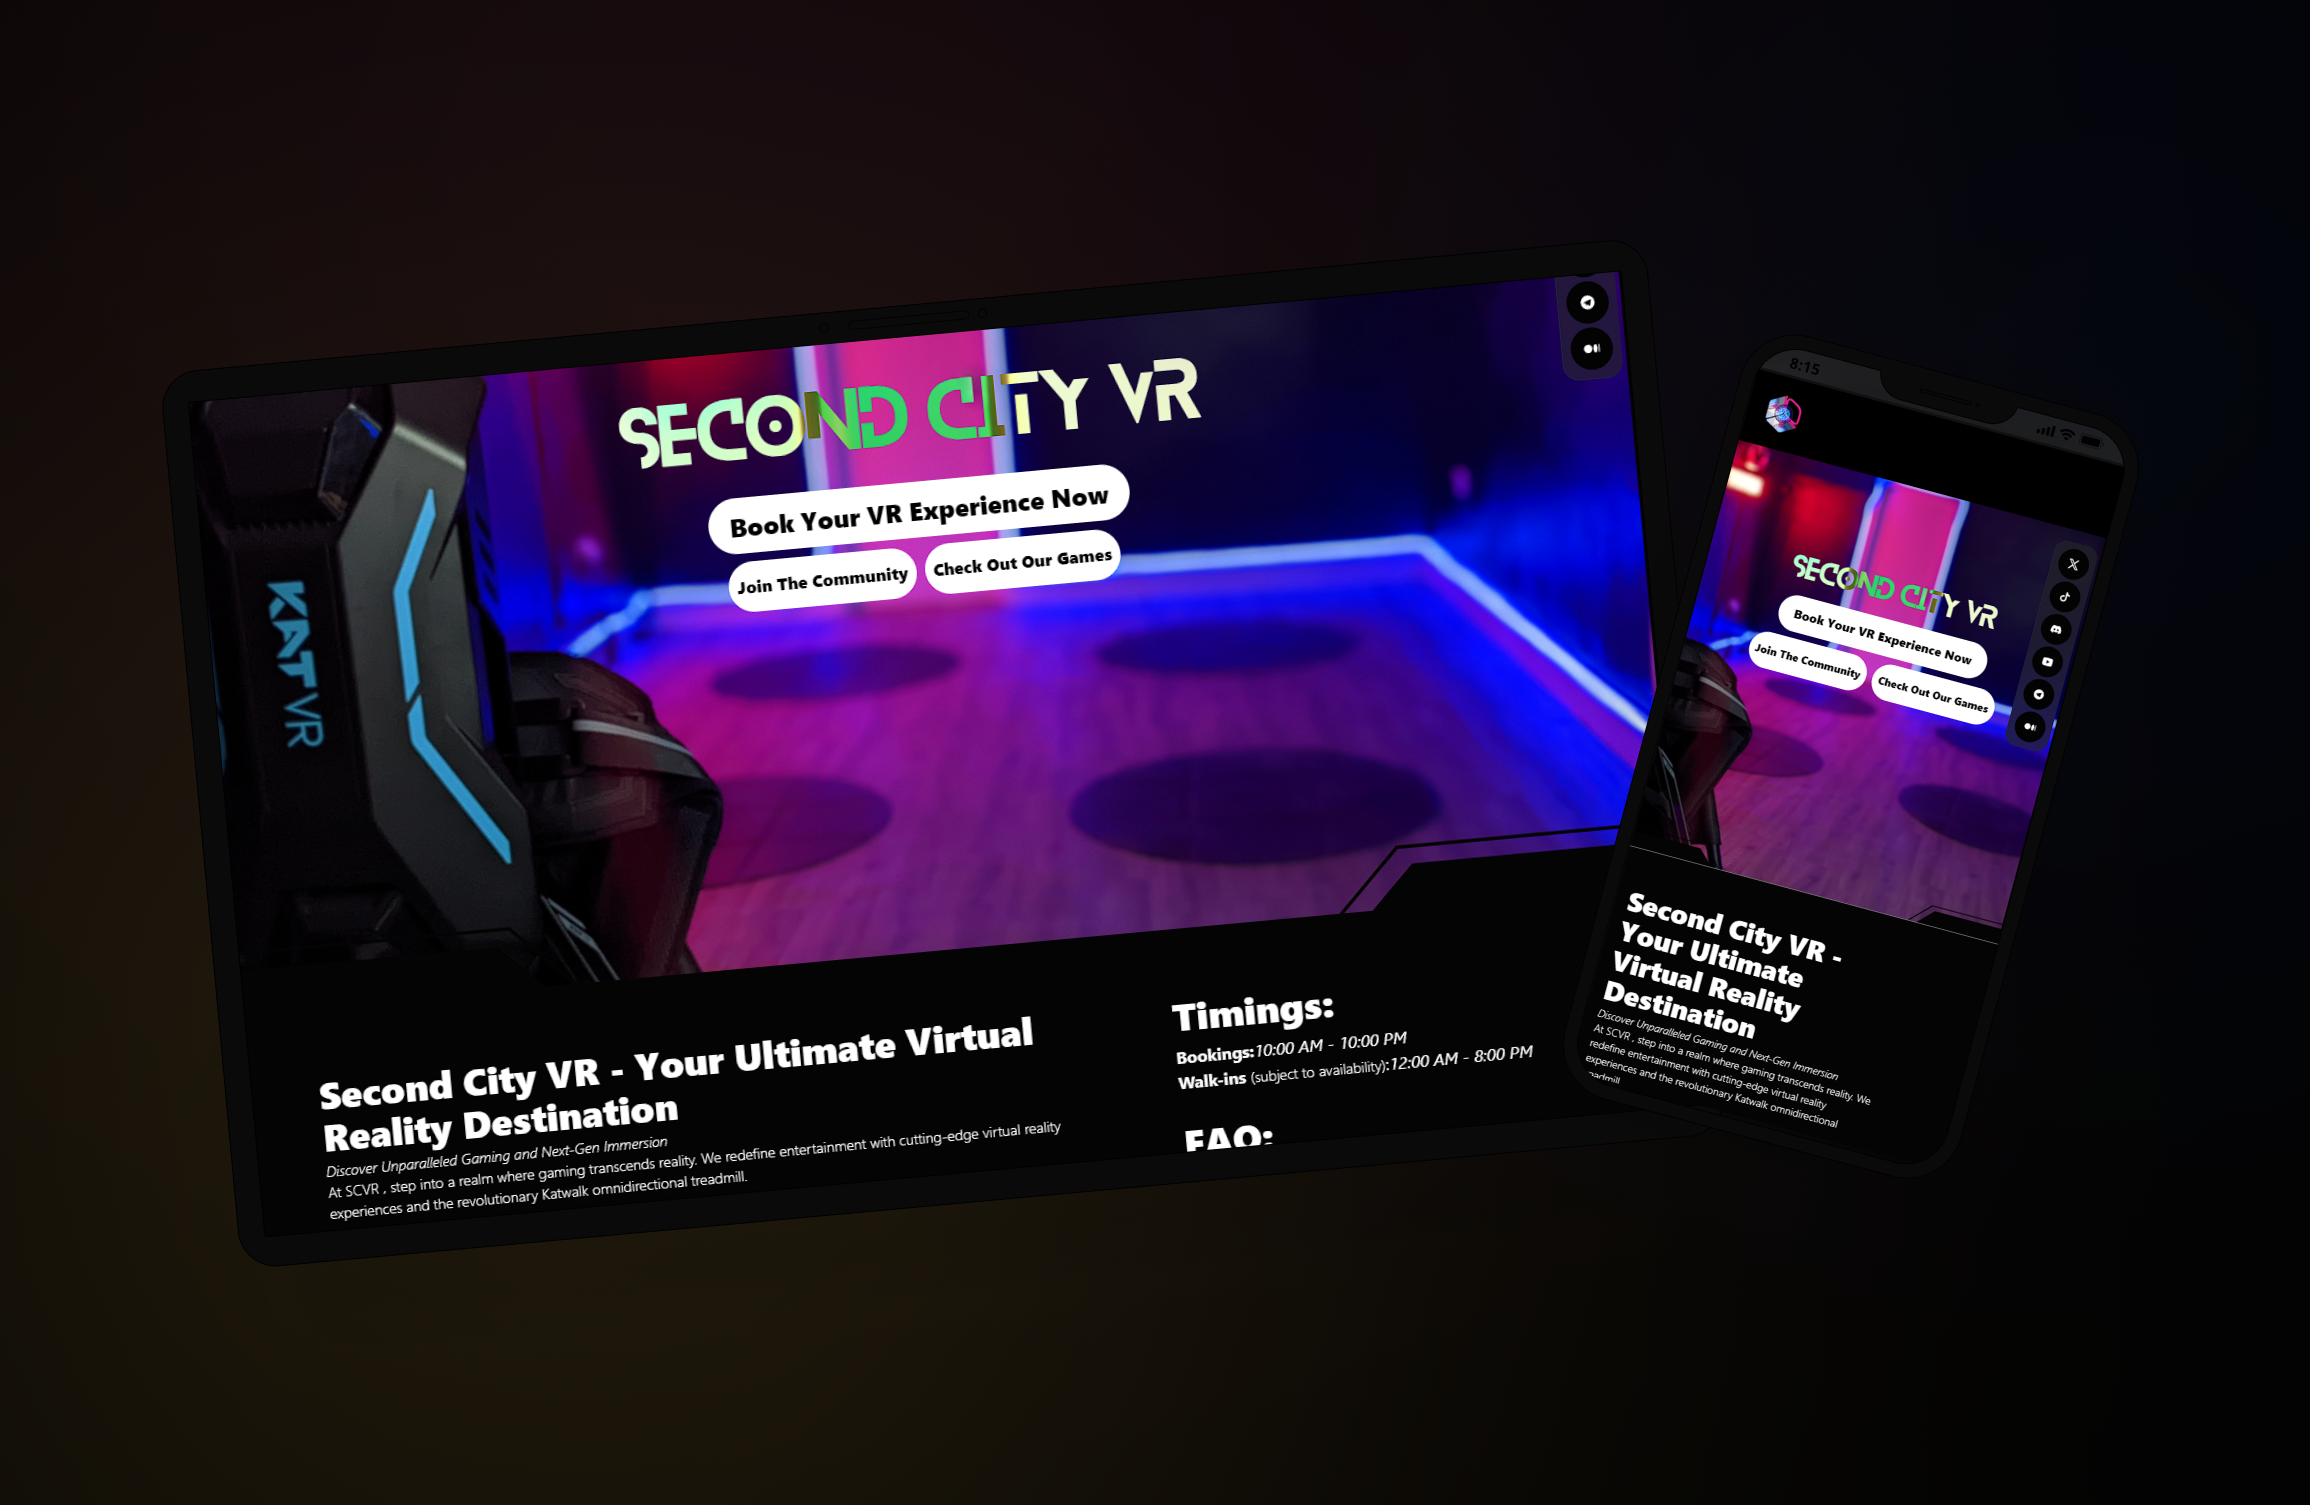 SECOND CITY VR
Book Your VR Experience Now
Join The Community
Check Out Our Games
KATVR
Second City VR - Your Ultimate Virtual
Reality Destination
Discover Unparalleled Gaming and Next-Gen Immersion
At SCVR , step into a realm where gaming transcends reality. We redefine entertainment with cutting-edge virtual reality
experiences and the revolutionary Katwalk omnidirectional treadmill.
Timings:
Bookings:10:00 AM - 10:00 PM
Walk-ins (subject to availability):12:00 AM - 8:00 PM
FAQ:
8:15
SECOND CITY VR
Book Your VR Experience Now
Join The Community
Check Out Our Games
Second City VR -
Your Ultimate
Virtual Reality
Destination
Discover Unparalleled Gaming and Next-Gen Immersion
At SCVR , step into a realm where gaming transcends reality. We
redefine entertainment with cutting-edge virtual reality
experiences and the revolutionary Katwalk omnidirectional